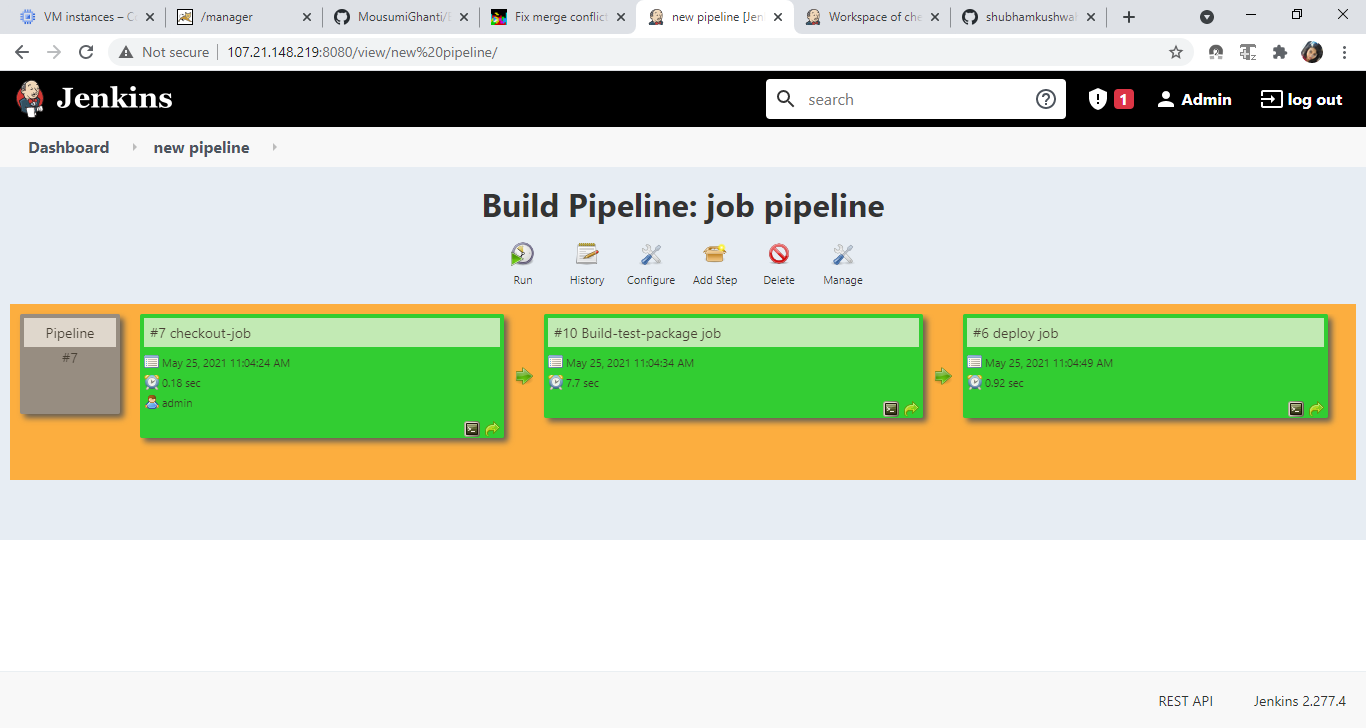 VM instances – C
/manager
MousumiGhanti/
Fix merge conflict
new pipeline [Jen
Workspace of che
shubhamkushwa
Not secure
107.21.148.219:8080/view/new%20pipeline/
Jenkins
search
1
Admin
log out
Dashboard
new pipeline
Build Pipeline: job pipeline
Run
History
Configure
Add Step
Delete
Manage
Pipeline
#7
#7 checkout-job
May 25, 2021 11:04:24 AM
0.18 sec
admin
#10 Build-test-package job
May 25, 2021 11:04:34 AM
7.7 sec
#6 deploy job
May 25, 2021 11:04:49 AM
0.92 sec
REST API
Jenkins 2.277.4